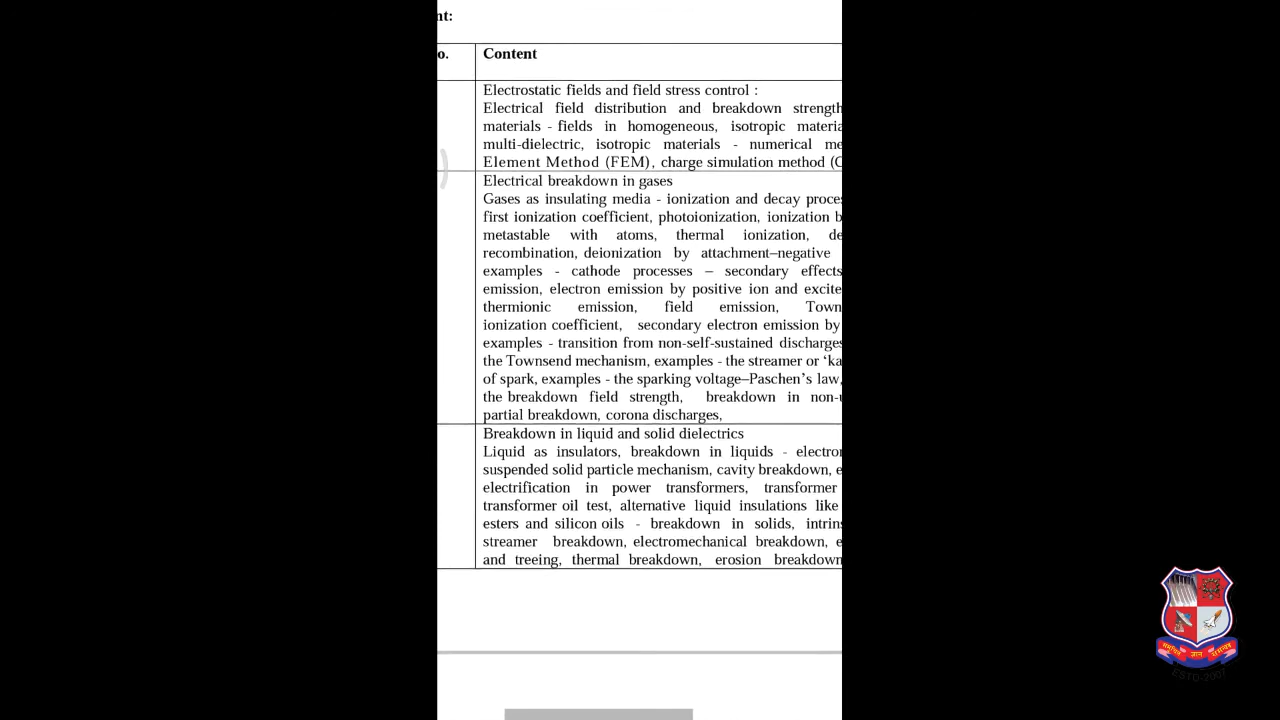 nt:
o. Content
Electrostatic fields and field stress control :
Electrical field distribution and breakdown strength
materials - fields in homogeneous, isotropic materia
multi-dielectric, isotropic materials - numerical me
Element Method (FEM), charge simulation method (C
Electrical breakdown in gases
Gases as insulating media - ionization and decay proce
first ionization coefficient, photoionization, ionization b
metastable with atoms, thermal ionization, de
recombination, deionization by attachment–negative
examples - cathode processes – secondary effects
emission, electron emission by positive ion and excite
thermionic emission, field emission, Town
ionization coefficient, secondary electron emission by
examples - transition from non-self-sustained discharges
the Townsend mechanism, examples - the streamer or ‘ka
of spark, examples - the sparking voltage–Paschen’s law,
the breakdown field strength, breakdown in non-u
partial breakdown, corona discharges,
Breakdown in liquid and solid dielectrics
Liquid as insulators, breakdown in liquids - electron
suspended solid particle mechanism, cavity breakdown, e
electrification in power transformers, transformer
transformer oil test, alternative liquid insulations like
esters and silicon oils - breakdown in solids, intrins
streamer breakdown, electromechanical breakdown, e
and treeing, thermal breakdown, erosion breakdown
ESTD-2007